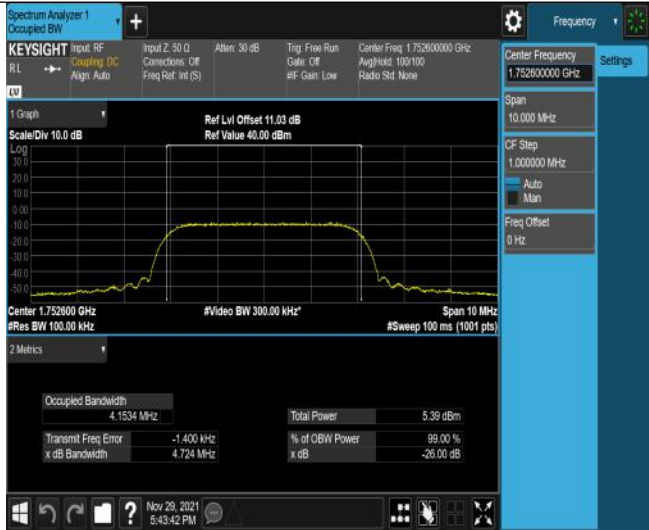 Spectrum Analyzer 1
Occupied BW
Frequency
KEYSIGHT
RL
Input: RF
Coupling: DC
Align: Auto
Input Z: 50 Ω
Corrections: Off
Freq Ref: Int (S)
Atten: 30 dB
Trig: Free Run
Gate: Off
#IF Gain: Low
Center Freq: 1.752600000 GHz
Avg|Hold: 100/100
Radio Std: None
LV
Center Frequency
1.752600000 GHz
Settings
Span
10.000 MHz
CF Step
1.000000 MHz
Auto
Man
Freq Offset
0 Hz
1 Graph
Scale/Div 10.0 dB
Ref Lvl Offset 11.03 dB
Ref Value 40.00 dBm
Log
30.0
20.0
10.0
0.00
-10.0
-20.0
-30.0
-40.0
-50.0
Center 1.752600 GHz
#Res BW 100.00 kHz
#Video BW 300.00 kHz*
Span 10 MHz
#Sweep 100 ms (1001 pts)
2 Metrics
Occupied Bandwidth
4.1534 MHz
Total Power 5.39 dBm
Transmit Freq Error -1.400 kHz
% of OBW Power 99.00 %
x dB Bandwidth 4.724 MHz
x dB -26.00 dB
?
Nov 29, 2021
5:43:42 PM